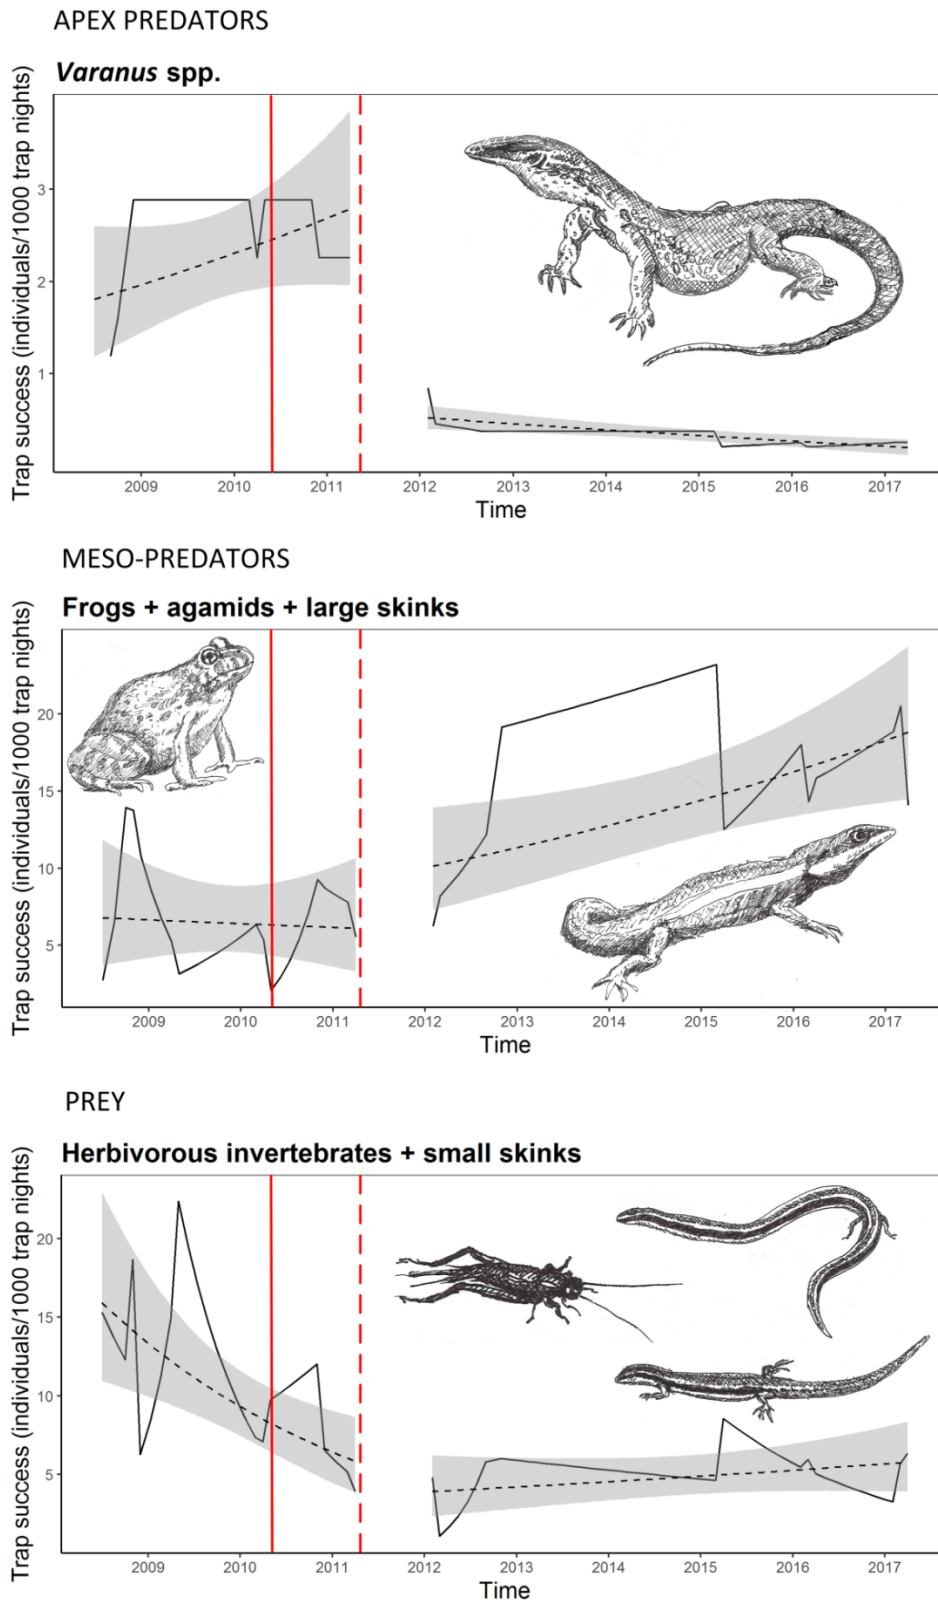 APEX PREDATORS
Varanus spp.
Trap success (individuals/1000 trap nights)
3
2
1
2009 2010 2011 2012 2013 2014 2015 2016 2017
Time
MESO-PREDATORS
Frogs + agamids + large skinks
Trap success (individuals/1000 trap nights)
20
15
10
5
2009 2010 2011 2012 2013 2014 2015 2016 2017
Time
PREY
Herbivorous invertebrates + small skinks
Trap success (individuals/1000 trap nights)
20
15
10
5
2009 2010 2011 2012 2013 2014 2015 2016 2017
Time